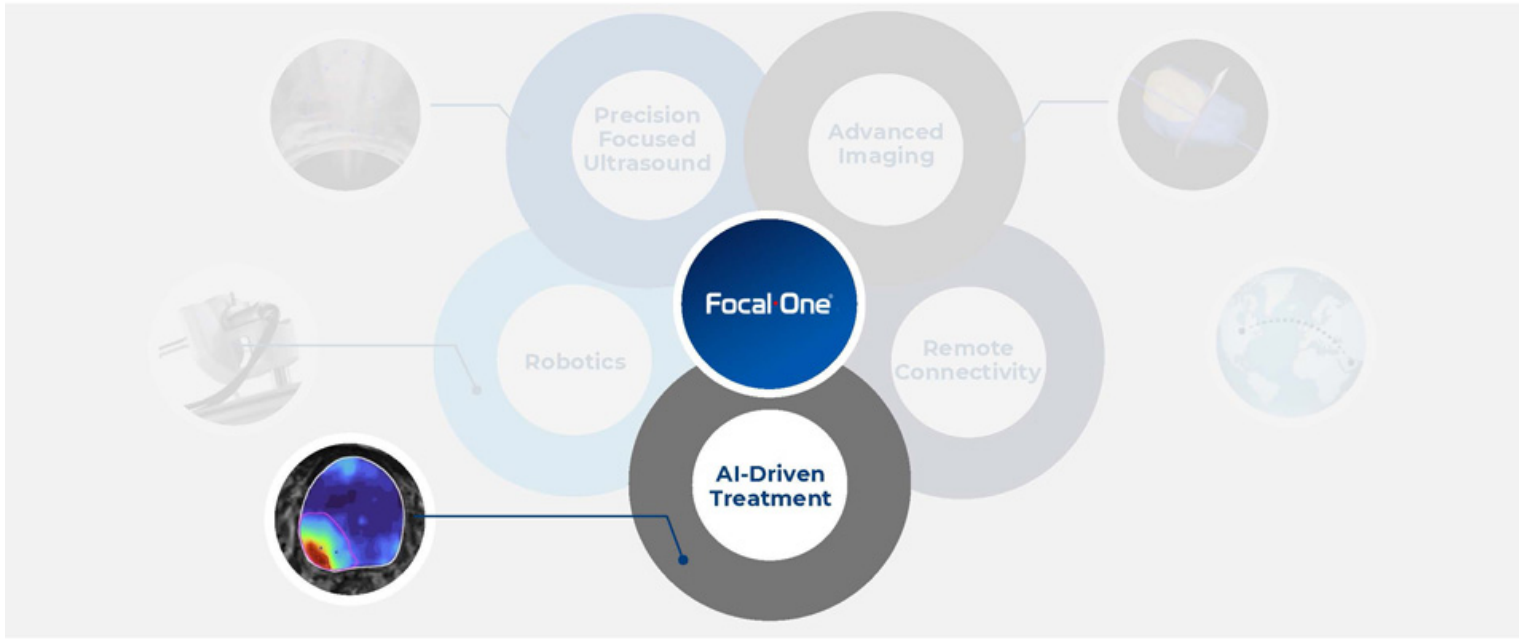 Precision
Focused
Ultrasound
Advanced
Imaging
Focal One®
Robotics
Remote
Connectivity
AI-Driven
Treatment